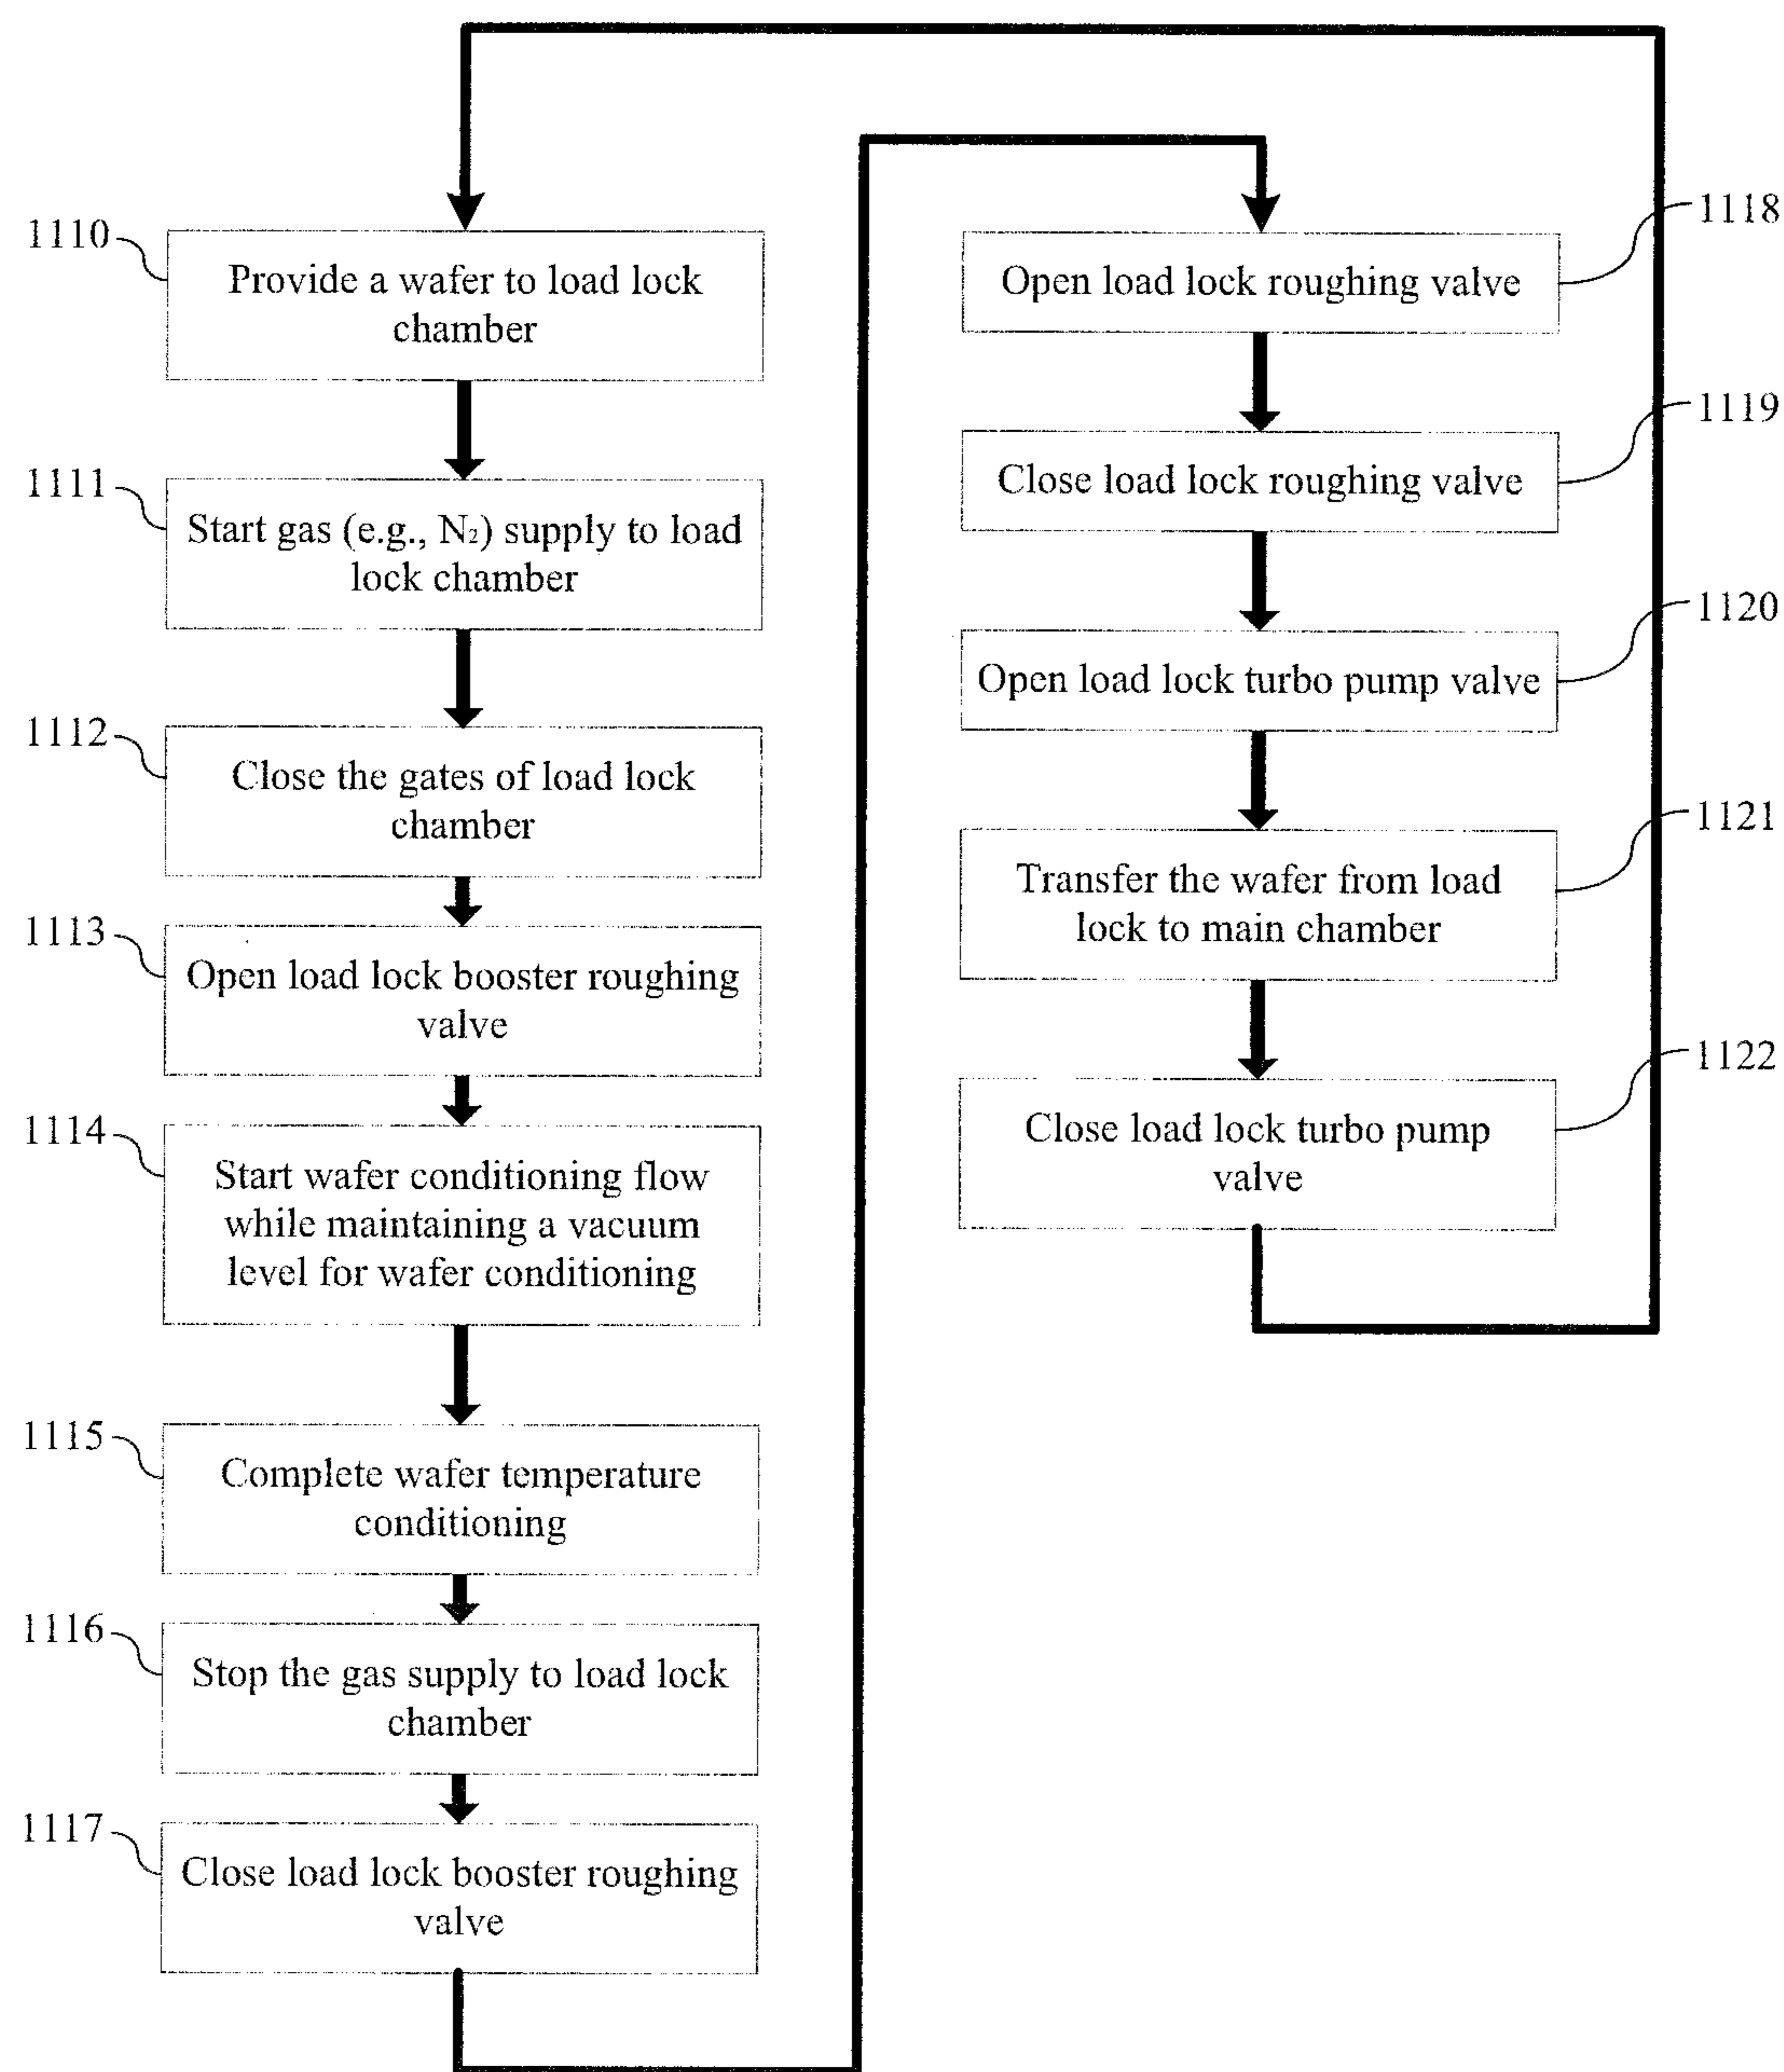 1110
Provide a wafer to load lock
chamber
1111
Start gas (e.g., N₂) supply to load
lock chamber
1112
Close the gates of load lock
chamber
1113
Open load lock booster roughing
valve
1114
Start wafer conditioning flow
while maintaining a vacuum
level for wafer conditioning
1115
Complete wafer temperature
conditioning
1116
Stop the gas supply to load lock
chamber
1117
Close load lock booster roughing
valve
1118
Open load lock roughing valve
1119
Close load lock roughing valve
1120
Open load lock turbo pump valve
1121
Transfer the wafer from load
lock to main chamber
1122
Close load lock turbo pump
valve